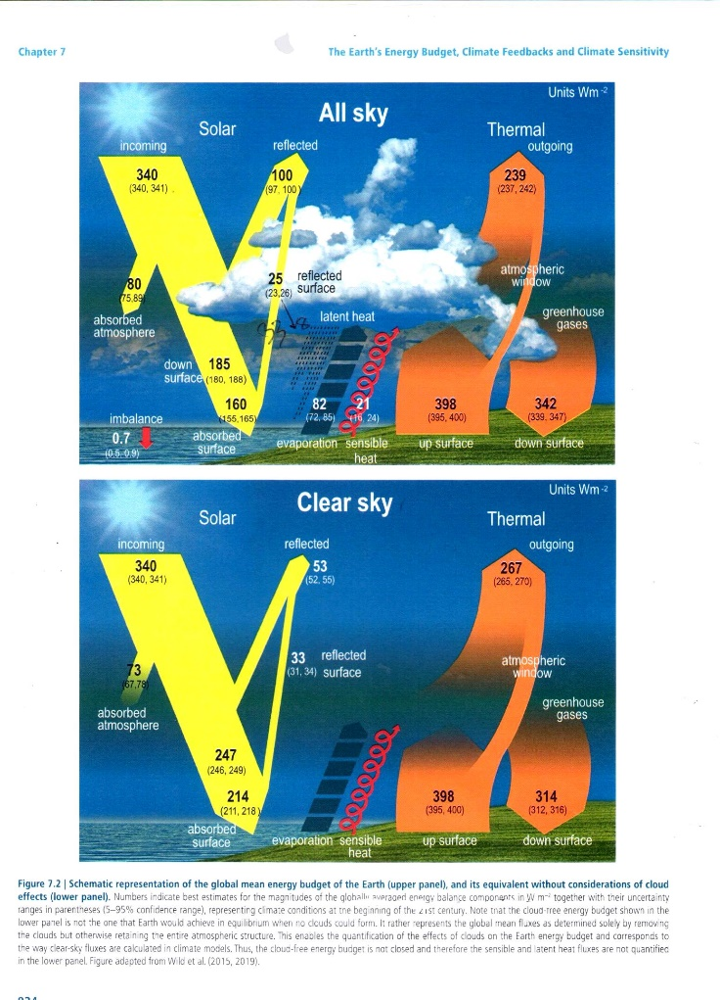 Chapter 7
The Earth's Energy Budget, Climate Feedbacks and Climate Sensitivity
Units Wm-2
All sky
Solar
Thermal
incoming
reflected
outgoing
340
(340, 341)
100
(97, 100)
239
(237, 242)
80
(75,89)
absorbed
atmosphere
25
(23,26)
reflected
surface
atmospheric
window
latent heat
greenhouse
gases
down
surface
185
(180, 188)
160
(155,165)
absorbed
surface
imbalance
0.7
(0.5, 0.9)
82
(72, 85)
evaporation
21
(16, 24)
sensible
heat
398
(395, 400)
up surface
342
(339, 347)
down surface
Units Wm-2
Clear sky
Solar
Thermal
incoming
reflected
outgoing
340
(340, 341)
53
(52, 55)
267
(265, 270)
73
(67,78)
absorbed
atmosphere
33
(31, 34)
reflected
surface
atmospheric
window
greenhouse
gases
247
(246, 249)
214
(211, 218)
absorbed
surface
evaporation
sensible
heat
398
(395, 400)
up surface
314
(312, 316)
down surface
Figure 7.2 | Schematic representation of the global mean energy budget of the Earth (upper panel), and its equivalent without considerations of cloud
effects (lower panel). Numbers indicate best estimates for the magnitudes of the globally averaged energy balance components in W m-2 together with their uncertainty
ranges in parentheses (5–95% confidence range), representing climate conditions at the beginning of the 21st century. Note that the cloud-free energy budget shown in the
lower panel is not the one that Earth would achieve in equilibrium when no clouds could form. It rather represents the global mean fluxes as determined solely by removing
the clouds but otherwise retaining the entire atmospheric structure. This enables the quantification of the effects of clouds on the Earth energy budget and corresponds to
the way clear-sky fluxes are calculated in climate models. Thus, the cloud-free energy budget is not closed and therefore the sensible and latent heat fluxes are not quantified
in the lower panel. Figure adapted from Wild et al. (2015, 2019).